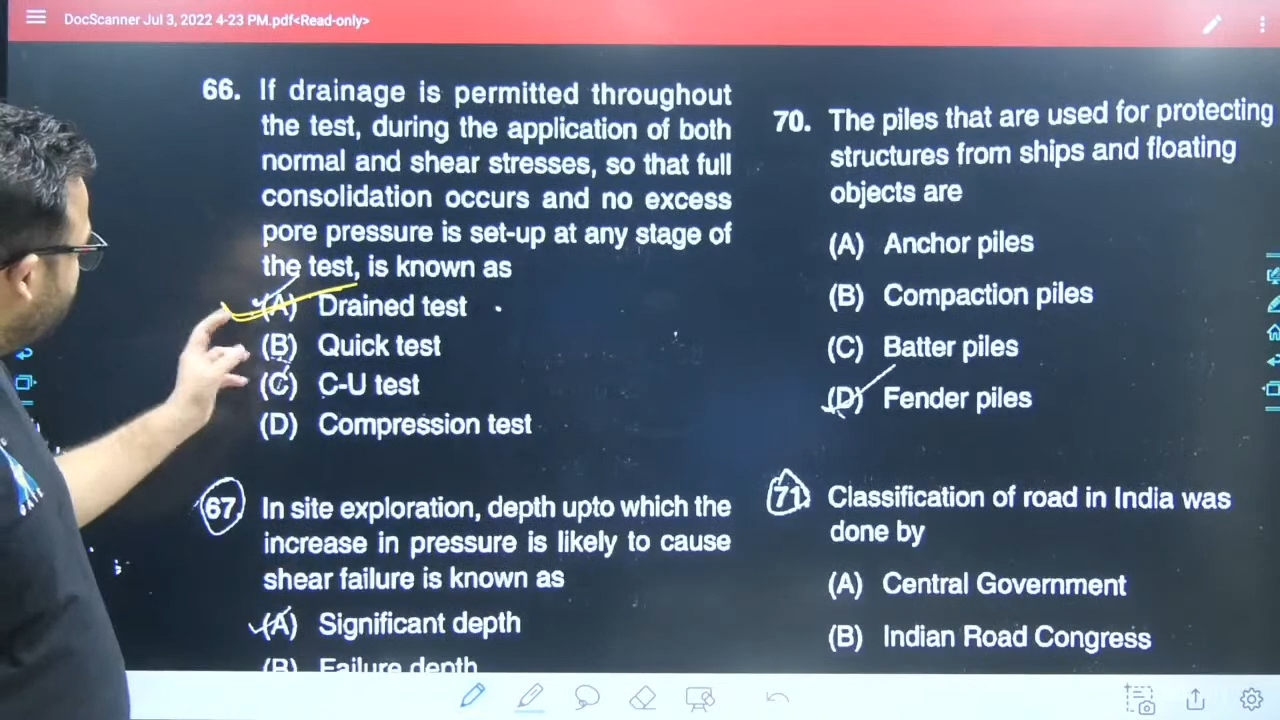 DocScanner Jul 3, 2022 4-23 PM.pdf<Read-only>
66. If drainage is permitted throughout
the test, during the application of both
normal and shear stresses, so that full
consolidation occurs and no excess
pore pressure is set-up at any stage of
the test, is known as
(A) Drained test
(B) Quick test
(C) C-U test
(D) Compression test
67. In site exploration, depth upto which the
increase in pressure is likely to cause
shear failure is known as
(A) Significant depth
(B) Failure depth
70. The piles that are used for protecting
structures from ships and floating
objects are
(A) Anchor piles
(B) Compaction piles
(C) Batter piles
(D) Fender piles
71. Classification of road in India was
done by
(A) Central Government
(B) Indian Road Congress